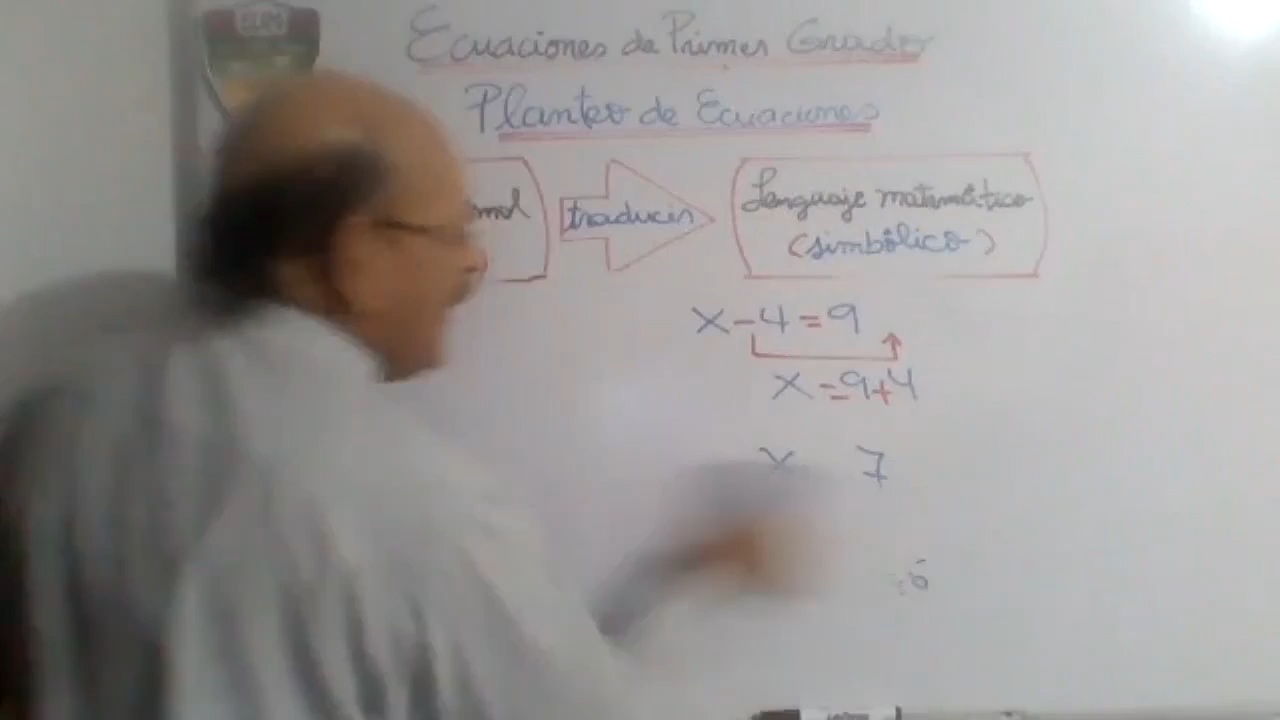 Ecuaciones de Primer Grado
Planteo de Ecuaciones
traducir
Lenguaje matemático
(simbólico)
x-4=9
x=9+4
x 7
ó